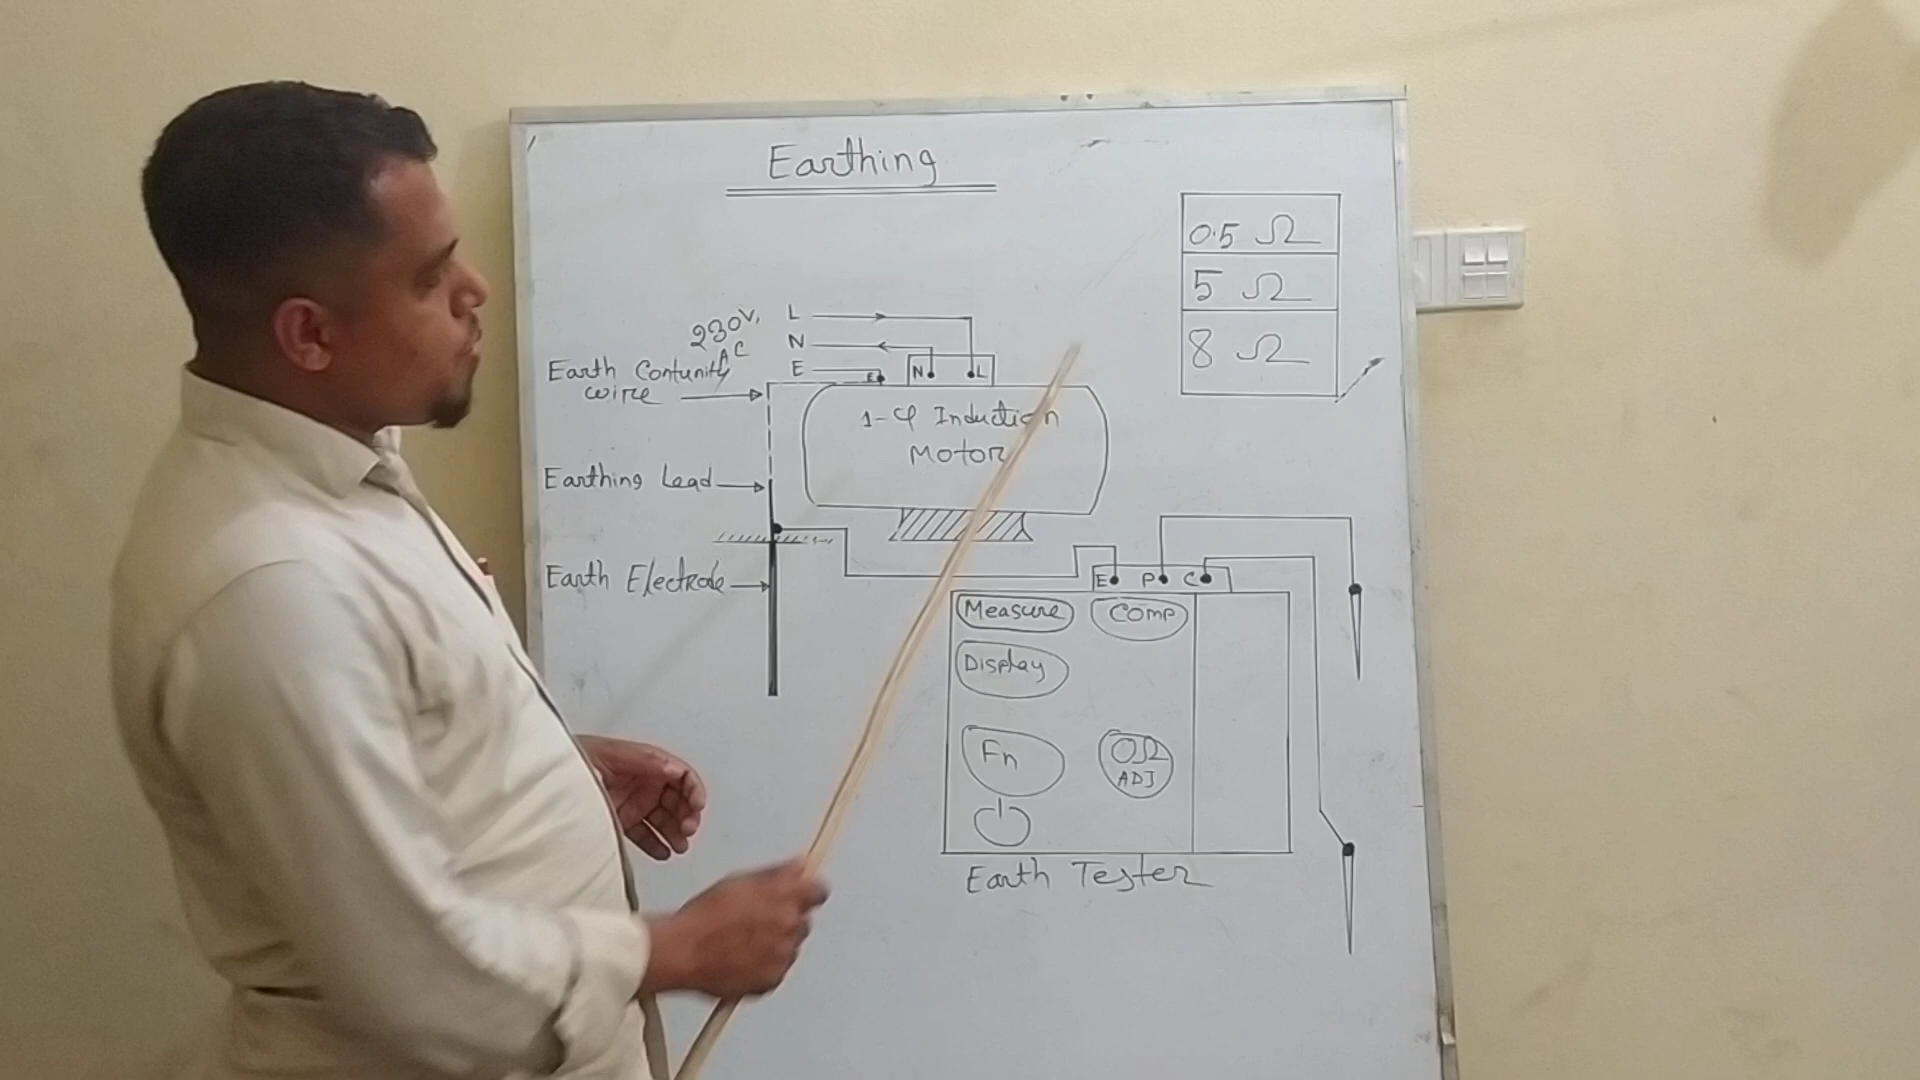 Earthing
0.5 Ω
5 Ω
8 Ω
230V, AC
L
N
E
E N L
Earth Contunity
wire
1-φ Induction
Motor
Earthing Lead
Earth Electrode
E P C
Measure COMP
Display
Fn 0Ω ADJ
Earth Tester